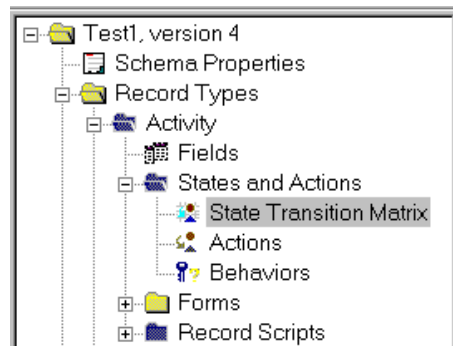 Test1, version 4
Schema Properties
Record Types
Activity
Fields
States and Actions
State Transition Matrix
Actions
Behaviors
Forms
Record Scripts